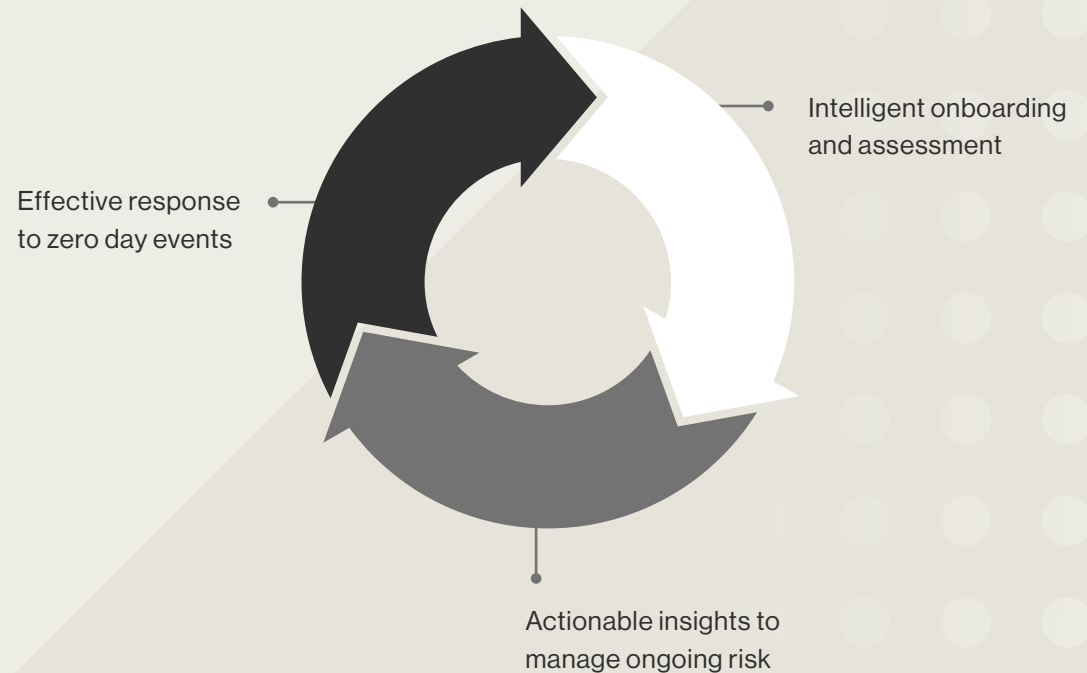 Intelligent onboarding
and assessment
Effective response
to zero day events
Actionable insights to
manage ongoing risk